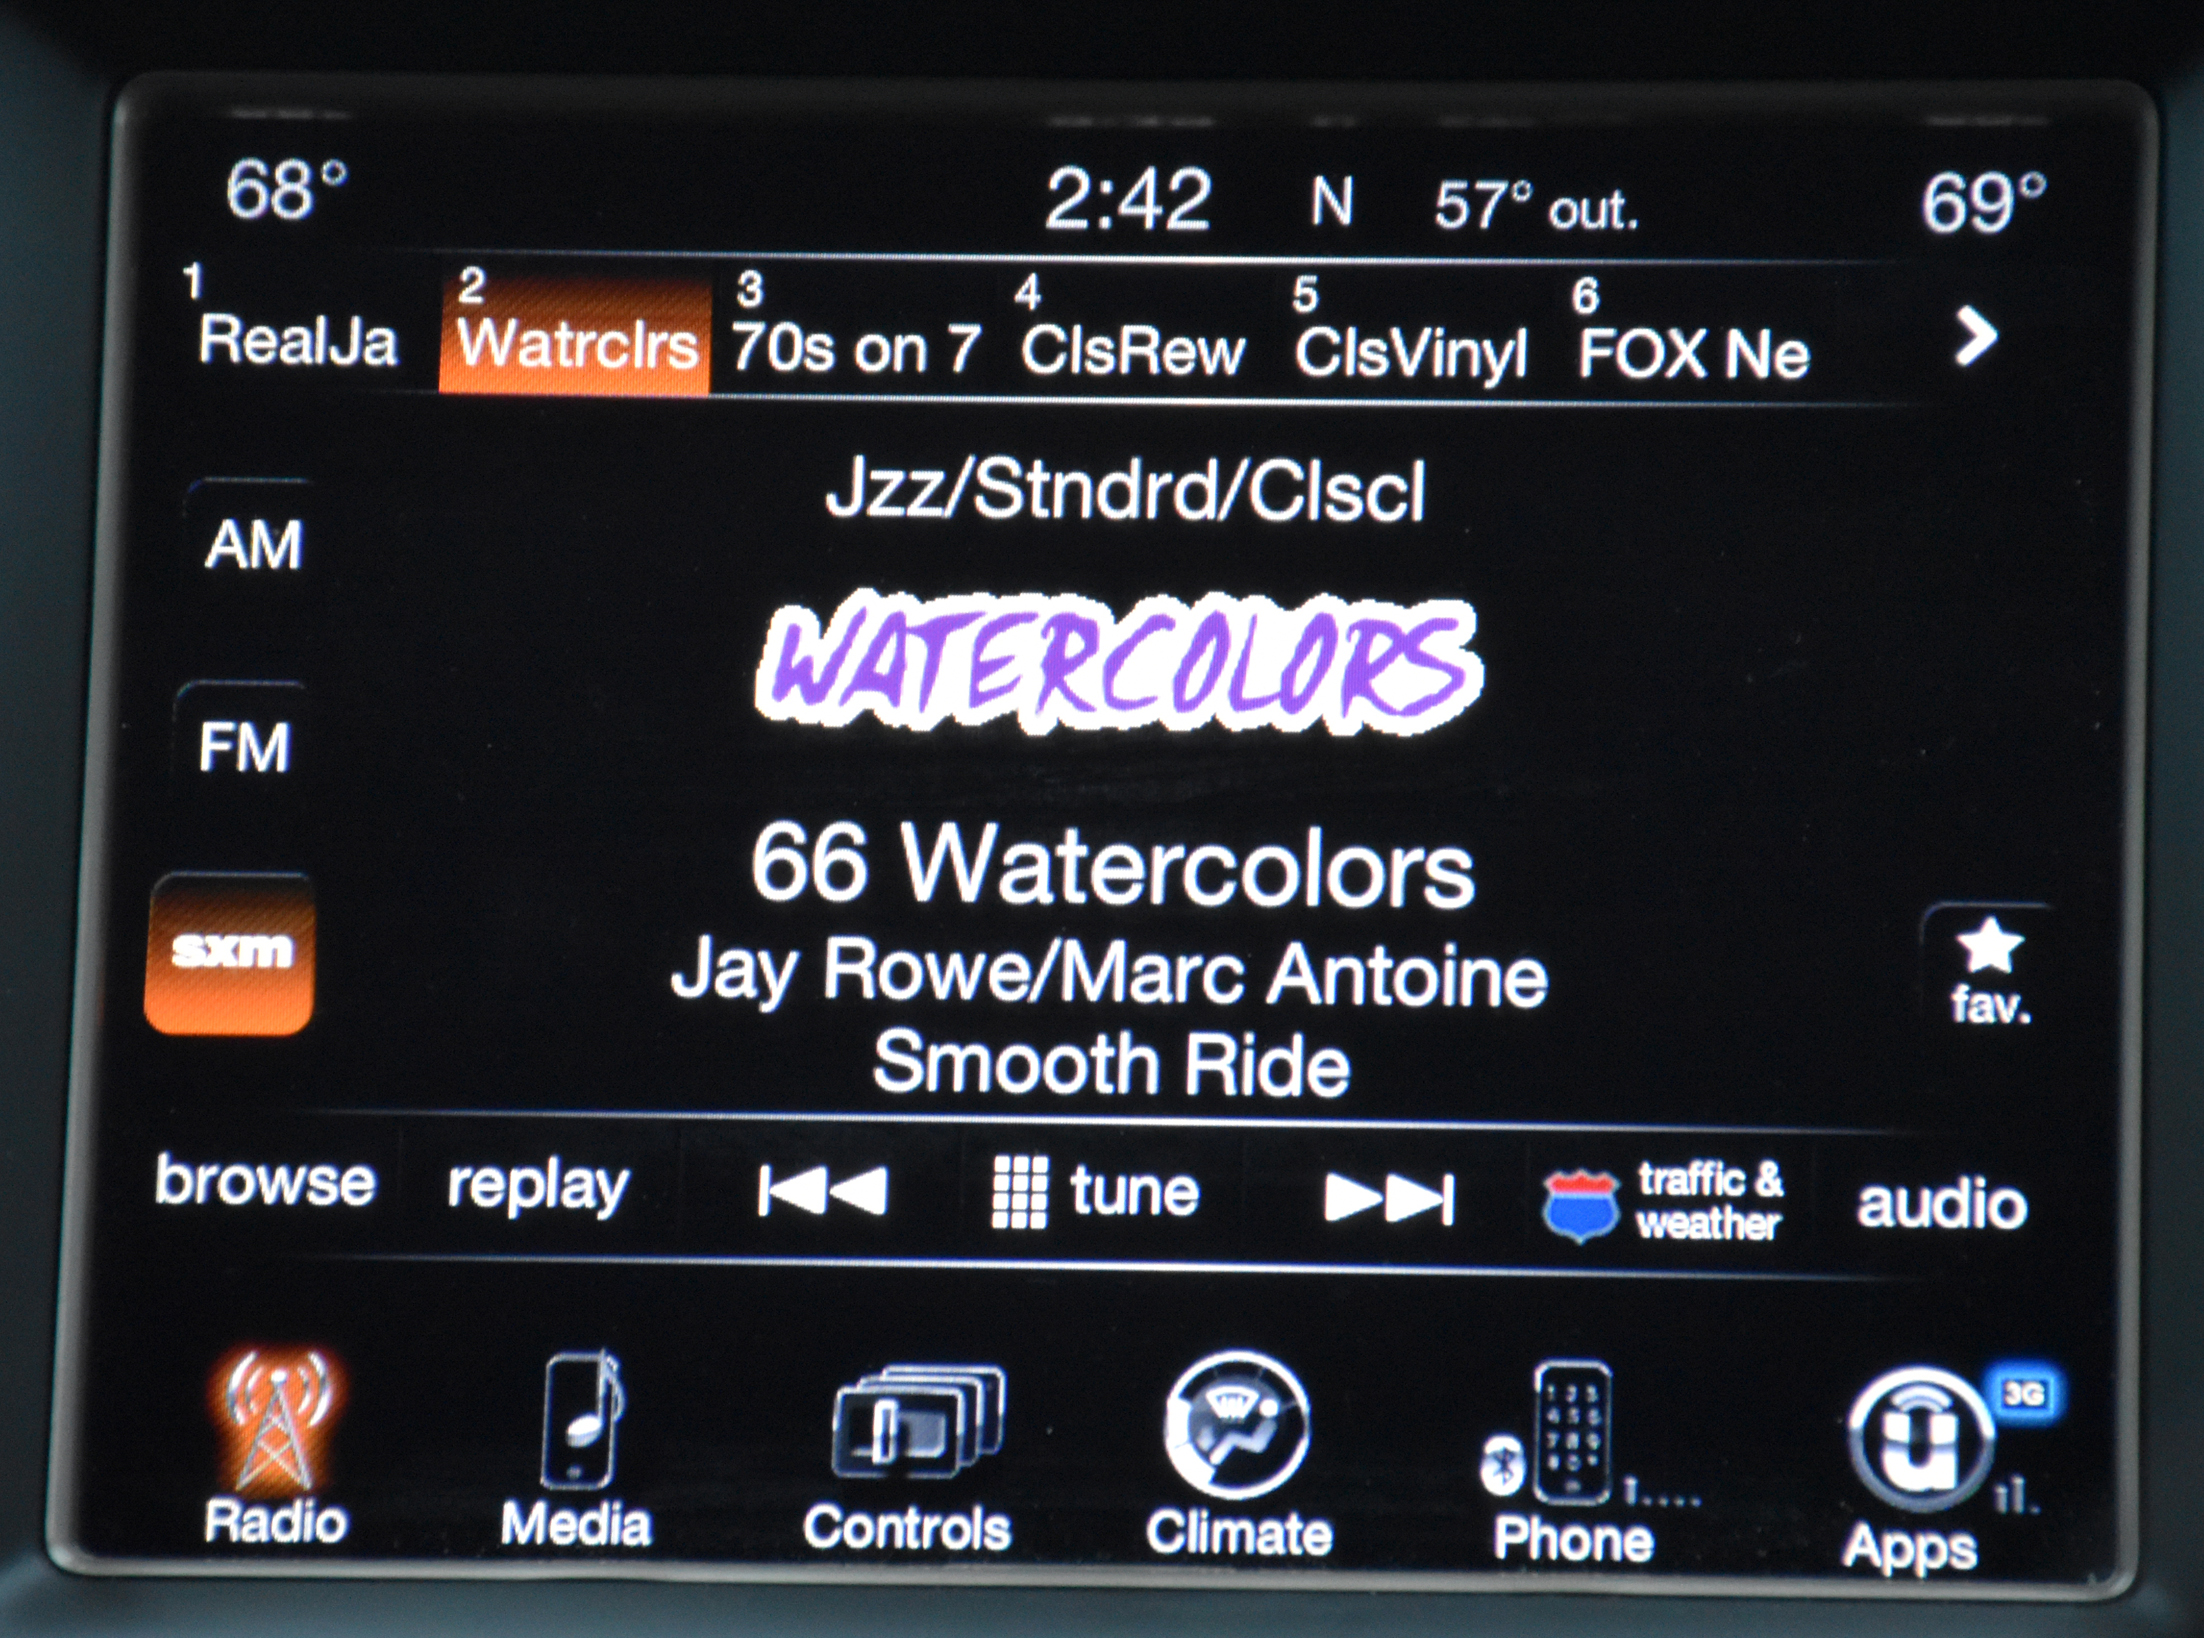 68° 2:42 N 57° out. 69°
1 2 3 4 5 6
RealJa Watrclrs 70s on 7 ClsRew ClsVinyl FOX Ne
Jzz/Stndrd/Clscl
AM
WATERCOLORS
FM
66 Watercolors
sxm
Jay Rowe/Marc Antoine
fav.
Smooth Ride
browse replay tune traffic & weather audio
3G
Radio Media Controls Climate Phone Apps